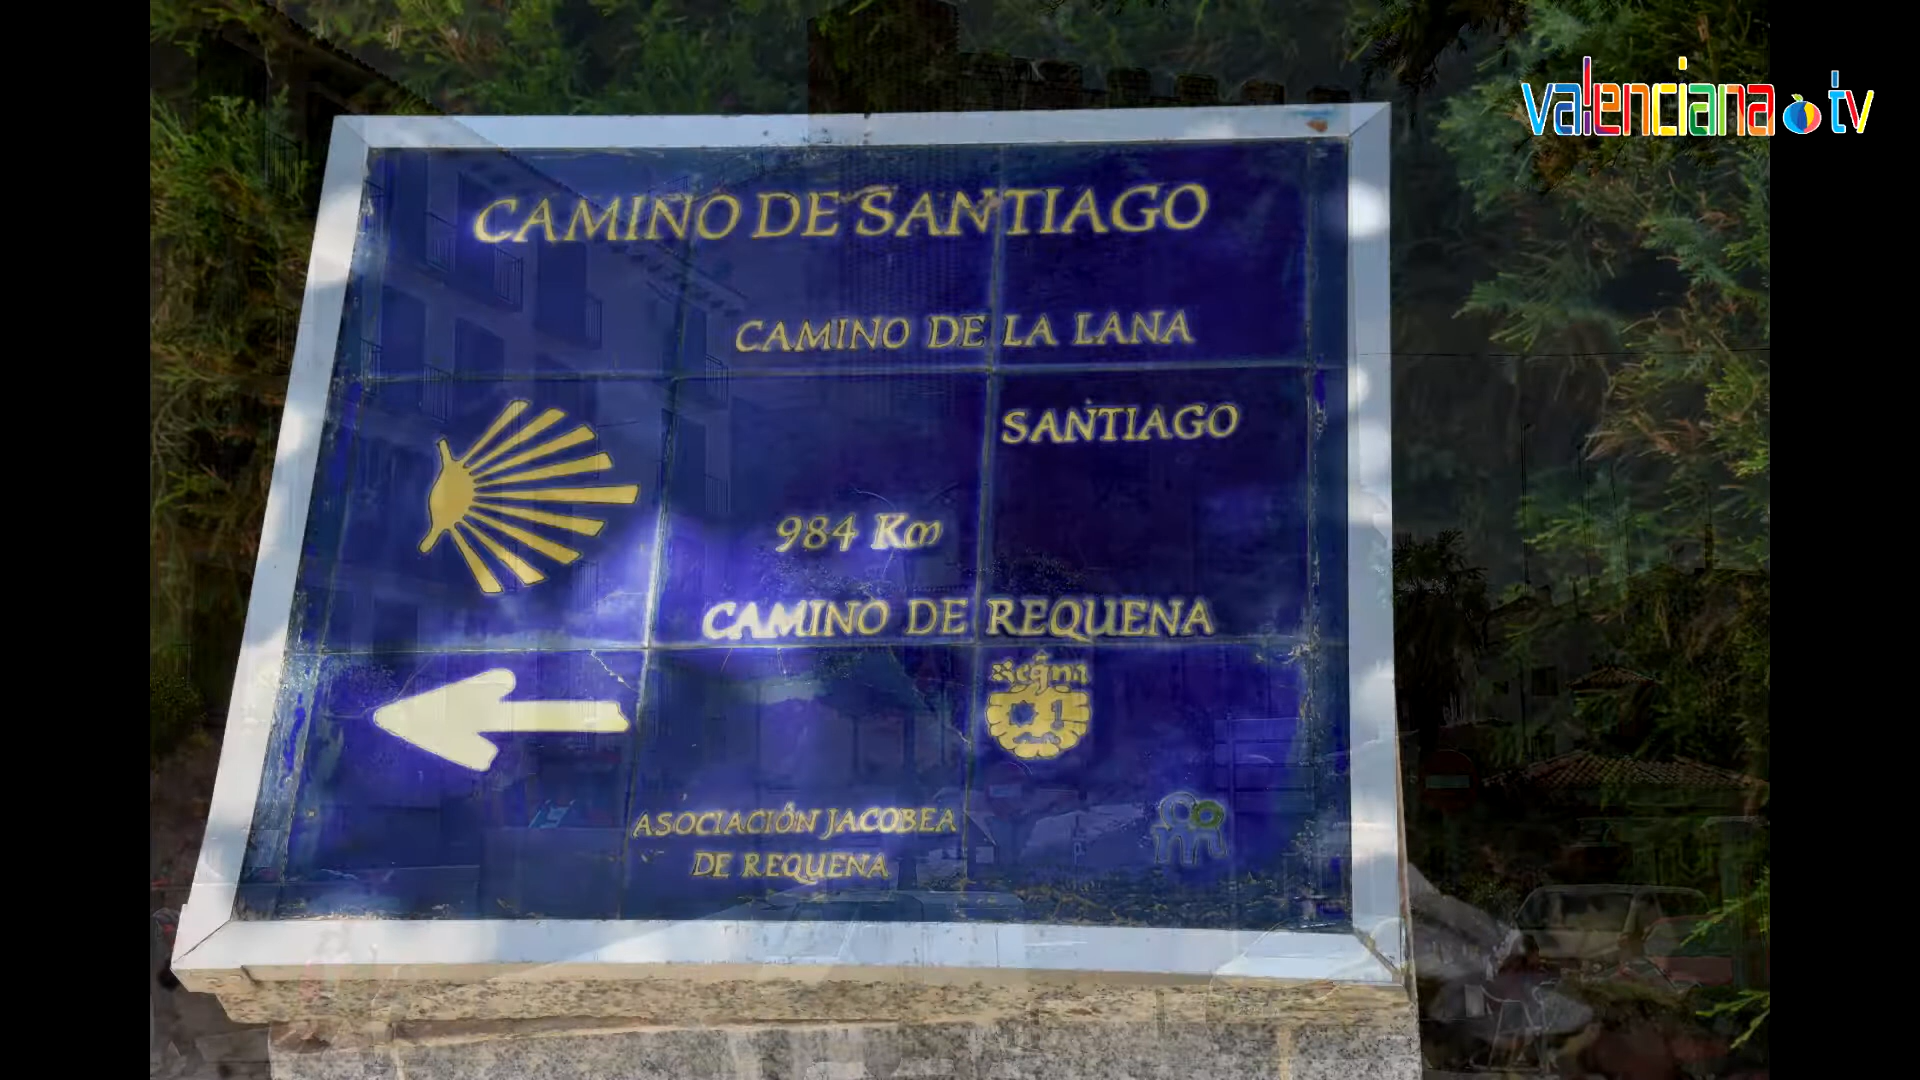 valenciana tv
CAMINO DE SANTIAGO
CAMINO DE LA LANA
SANTIAGO
984 Km
CAMINO DE REQUENA
ASOCIACIÓN JACOBEA
DE REQUENA